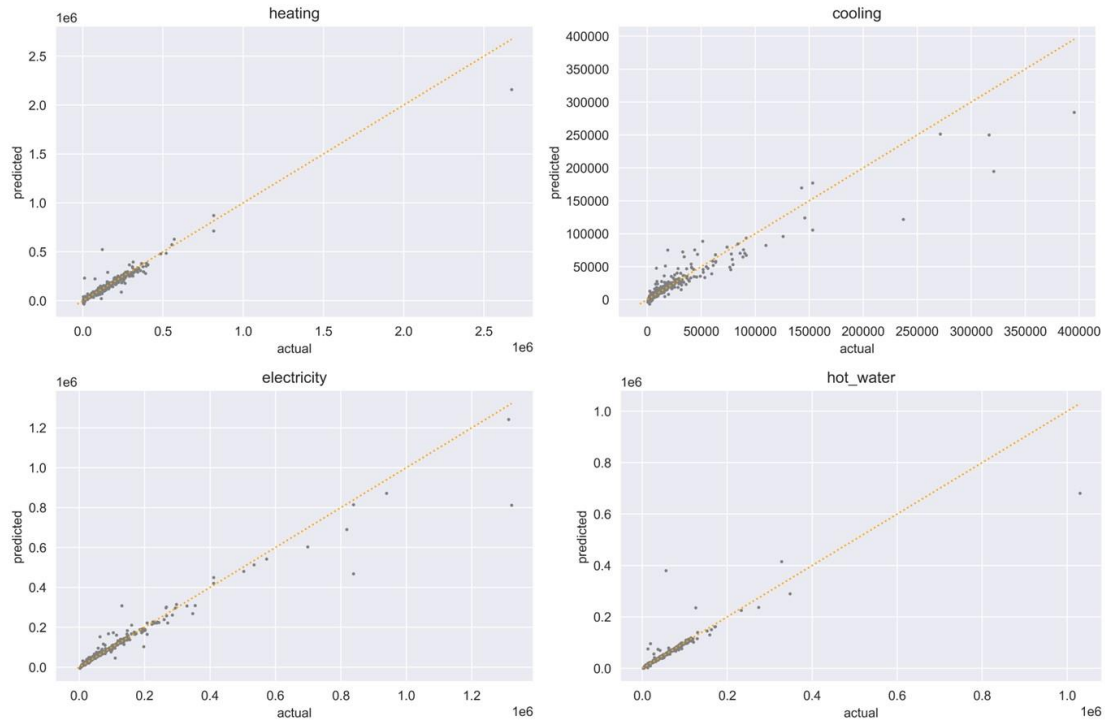 heating
1e6
2.5
2.0
1.5
1.0
0.5
0.0
predicted
0.0 0.5 1.0 1.5 2.0 2.5
actual
1e6
cooling
400000
350000
300000
250000
200000
150000
100000
50000
0
predicted
0 50000 100000 150000 200000 250000 300000 350000 400000
actual
electricity
1e6
1.2
1.0
0.8
0.6
0.4
0.2
0.0
predicted
0.0 0.2 0.4 0.6 0.8 1.0 1.2
actual
1e6
hot_water
1e6
1.0
0.8
0.6
0.4
0.2
0.0
predicted
0.0 0.2 0.4 0.6 0.8 1.0
actual
1e6